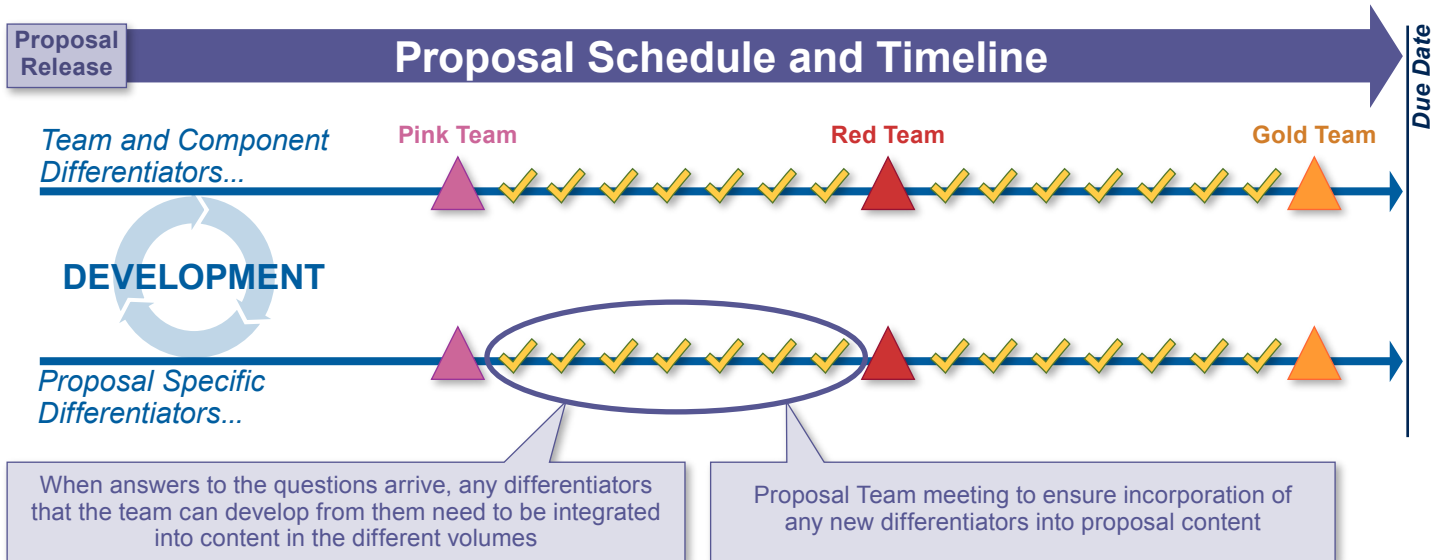 Proposal
Release
Proposal Schedule and Timeline
Due Date
Team and Component
Differentiators...
Pink Team
Red Team
Gold Team
DEVELOPMENT
Proposal Specific
Differentiators...
When answers to the questions arrive, any differentiators
that the team can develop from them need to be integrated
into content in the different volumes
Proposal Team meeting to ensure incorporation of
any new differentiators into proposal content